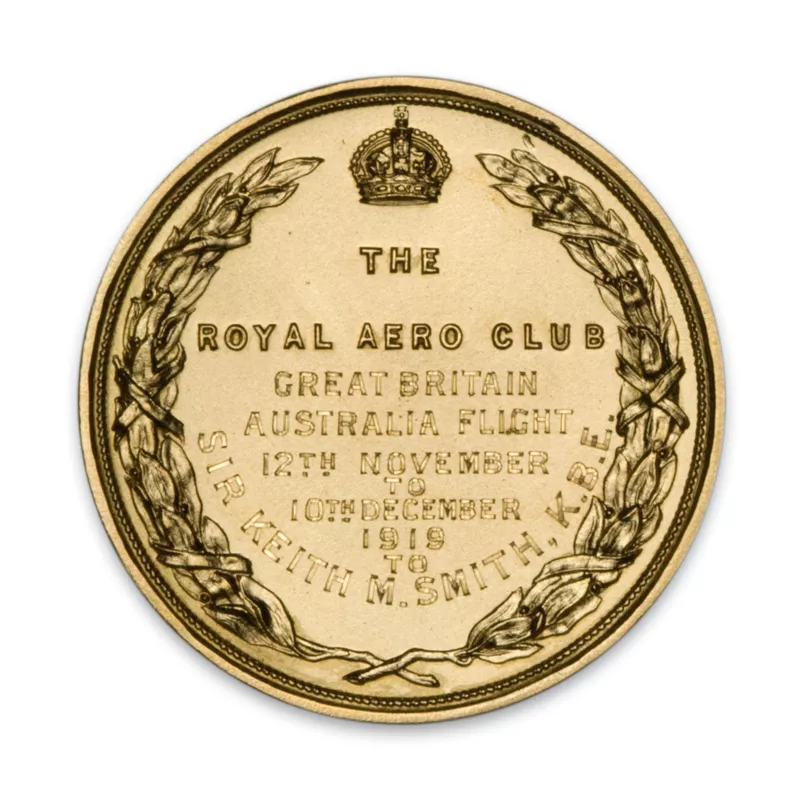 THE
ROYAL AERO CLUB
GREAT BRITAIN
AUSTRALIA FLIGHT
12TH NOVEMBER
TO
10TH DECEMBER
1919
TO
SIR KEITH M. SMITH, K.B.E.